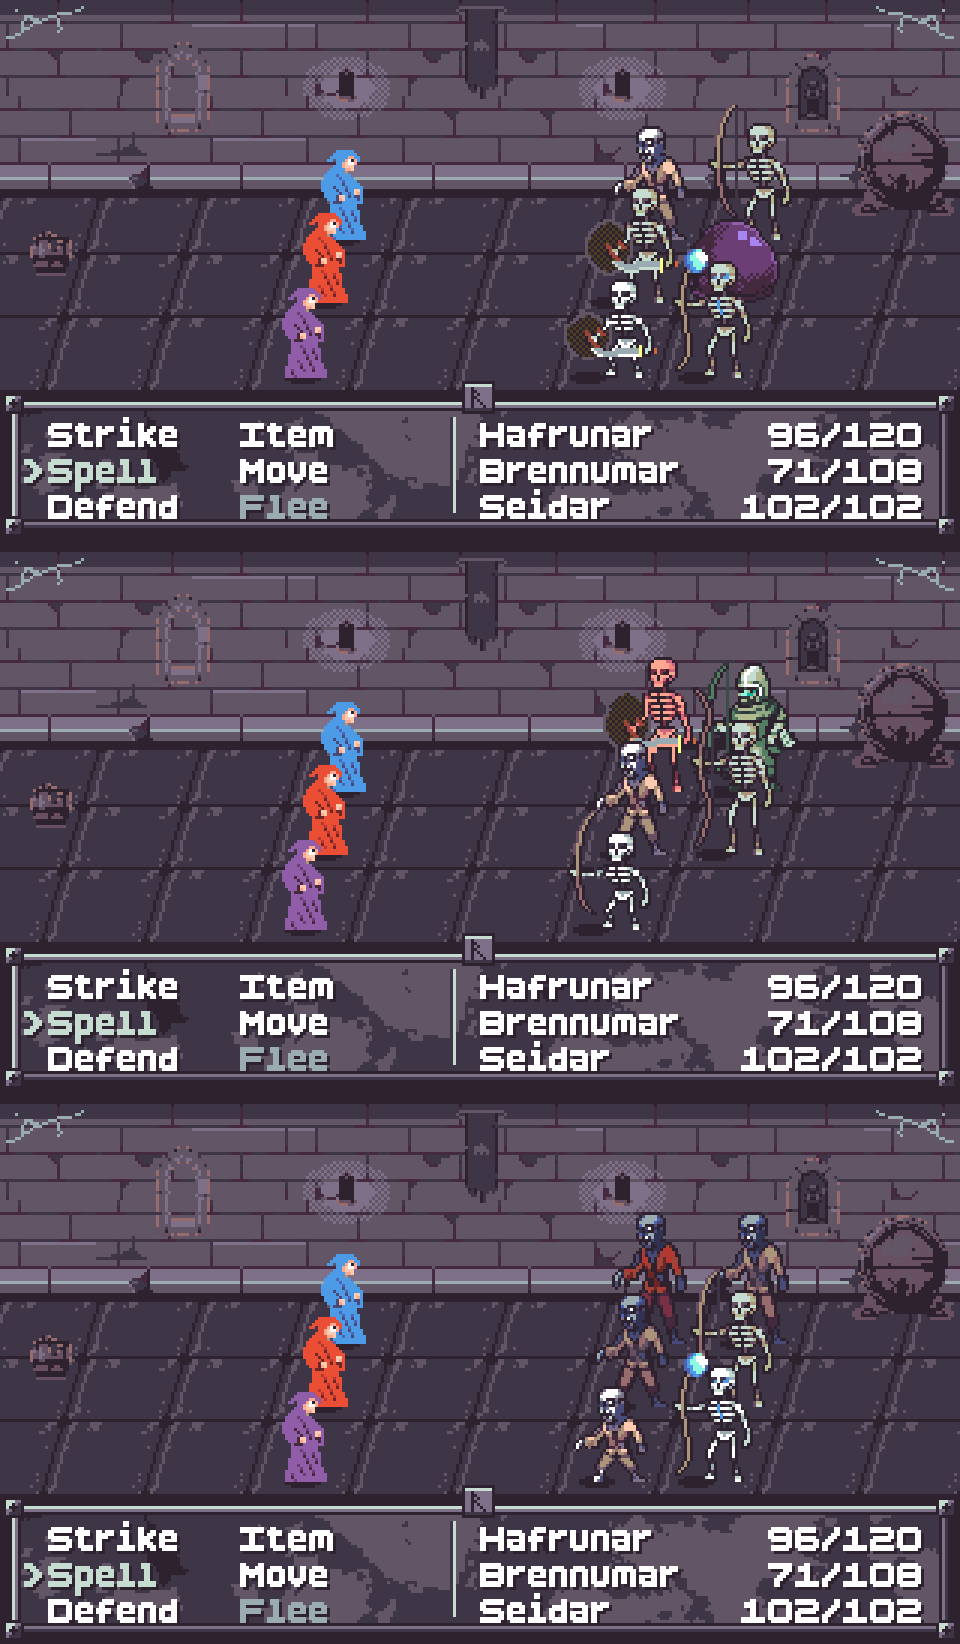 Strike Item Hafrunar 96/120
>Spell Move Brennumar 71/108
Defend Flee Seidar 102/102
Strike Item Hafrunar 96/120
>Spell Move Brennumar 71/108
Defend Flee Seidar 102/102
Strike Item Hafrunar 96/120
>Spell Move Brennumar 71/108
Defend Flee Seidar 102/102